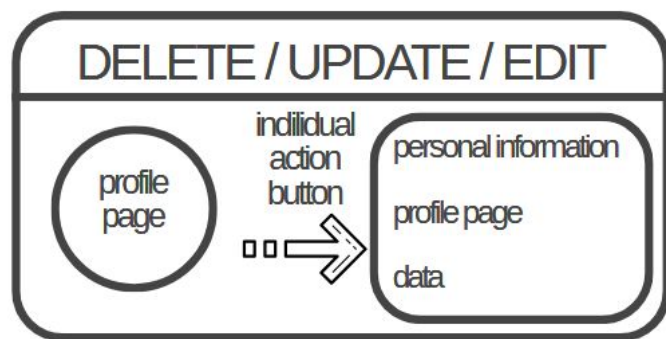 DELETE / UPDATE / EDIT
profile
page
indilidual
action
button
personal information
profile page
data